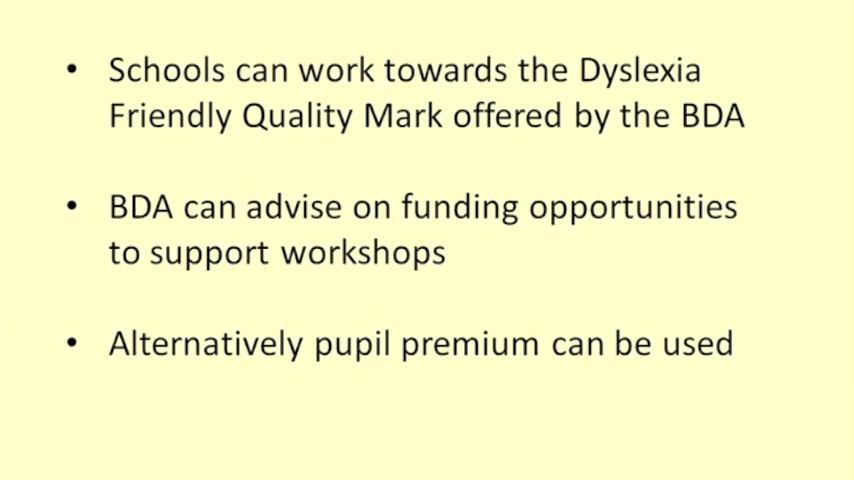 • Schools can work towards the Dyslexia
Friendly Quality Mark offered by the BDA
• BDA can advise on funding opportunities
to support workshops
• Alternatively pupil premium can be used